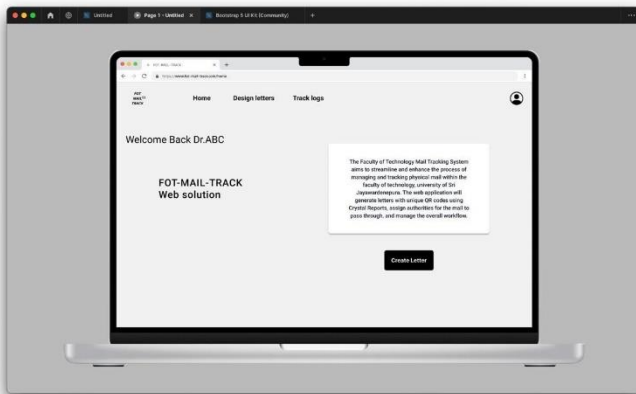 Untitled
Page 1 - Untitled ×
Bootstrap 5 UI Kit (Community)
+
FOT-MAIL-TRACK
×
+
FOT
MAIL
TRACK
Home
Design letters
Track logs
Welcome Back Dr.ABC
FOT-MAIL-TRACK
Web solution
The Faculty of Technology Mail Tracking System
aims to streamline and enhance the process of
managing and tracking physical mail within the
faculty of technology, university of Sri
Jayawardenepura. The web application will
generate letters with unique QR codes using
Crystal Reports, assign authorities for the mail to
pass through, and manage the overall workflow.
Create Letter